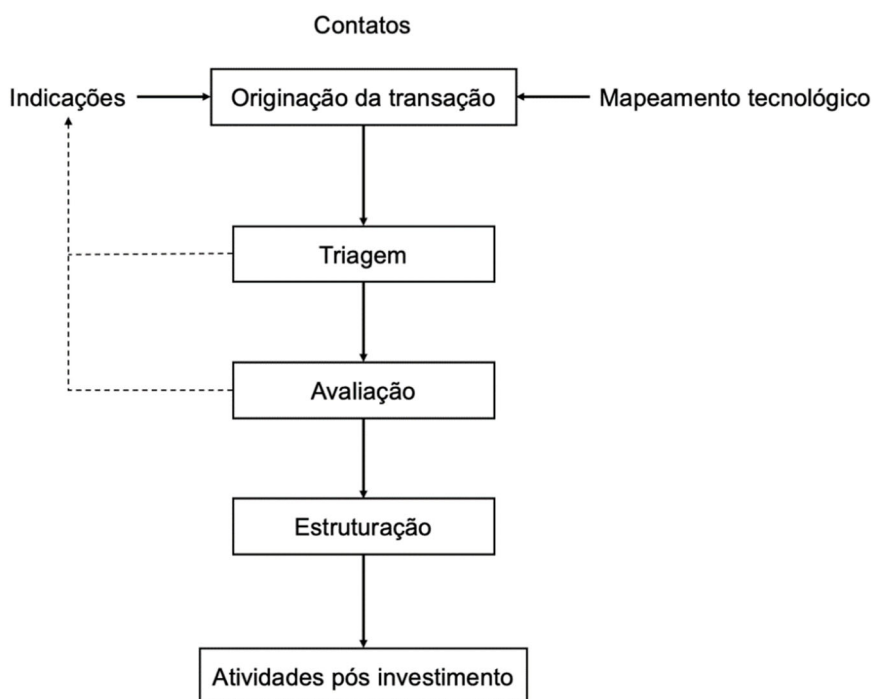 Contatos
Indicações
Originação da transação
Mapeamento tecnológico
Triagem
Avaliação
Estruturação
Atividades pós investimento